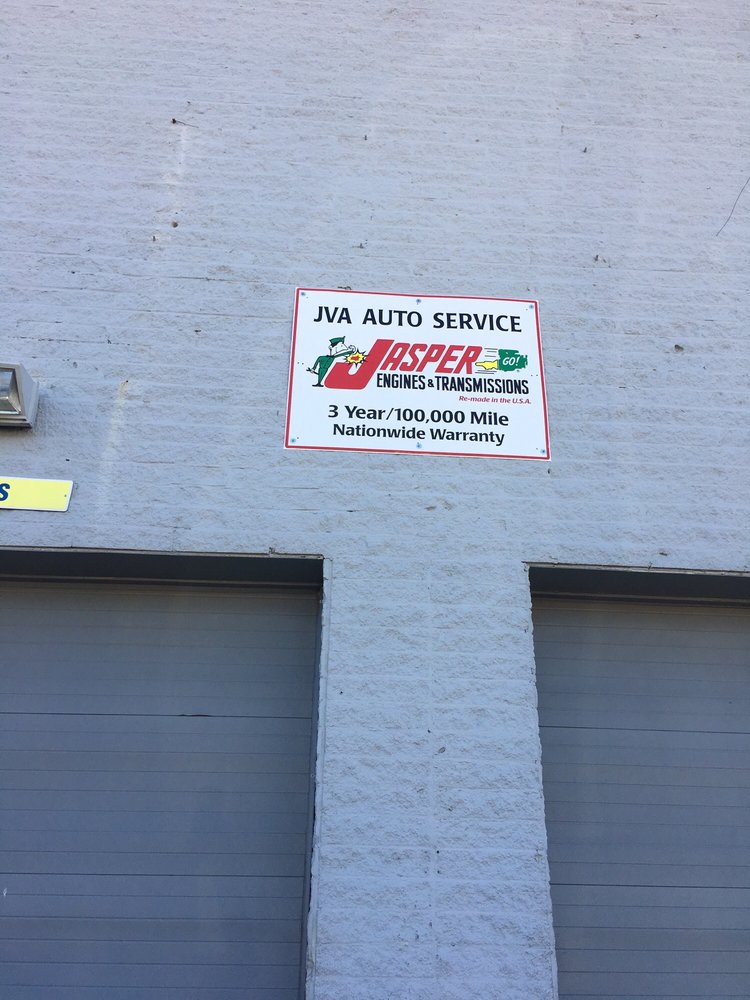 JVA AUTO SERVICE
JASPER
GO!
ENGINES & TRANSMISSIONS
Re-made in the U.S.A.
3 Year/100,000 Mile
Nationwide Warranty
S